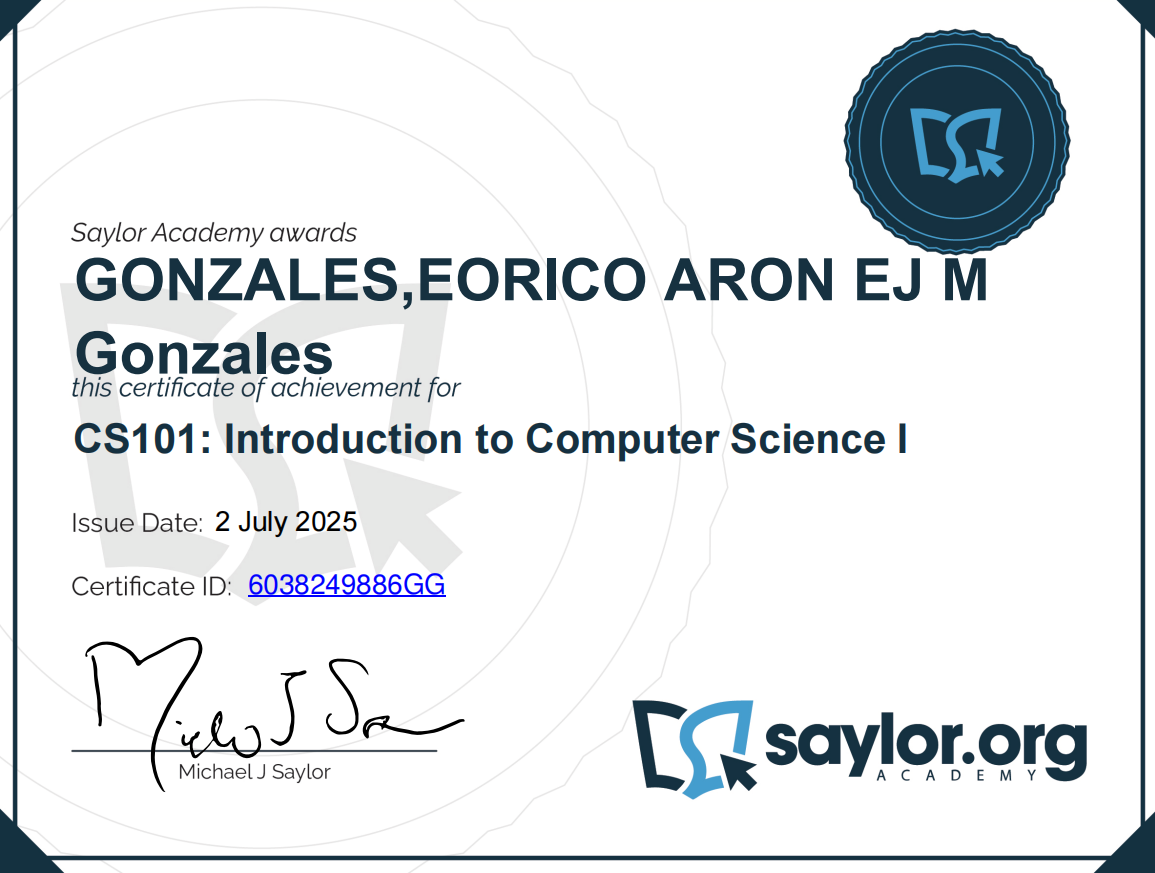 Saylor Academy awards
GONZALES,EORICO ARON EJ M
Gonzales
this certificate of achievement for
CS101: Introduction to Computer Science I
Issue Date: 2 July 2025
Certificate ID: 6038249886GG
Michael J Saylor
saylor.org
ACADEMY